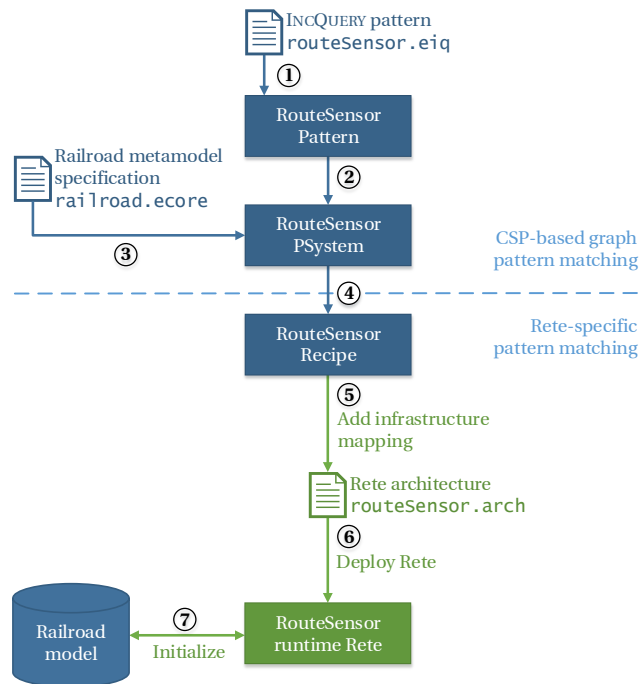 INCQUERY pattern
routeSensor.eiq
①
RouteSensor
Pattern
②
Railroad metamodel
specification
railroad.ecore
③
RouteSensor
PSystem
CSP-based graph
pattern matching
④
Rete-specific
pattern matching
RouteSensor
Recipe
⑤
Add infrastructure
mapping
Rete architecture
routeSensor.arch
⑥
Deploy Rete
Railroad
model
⑦
Initialize
RouteSensor
runtime Rete